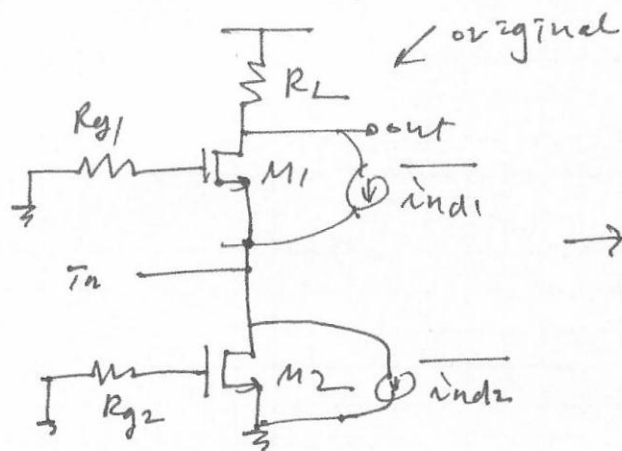 original
RL
Rg1
out
M1
ind1
In
M2
ind2
Rg2